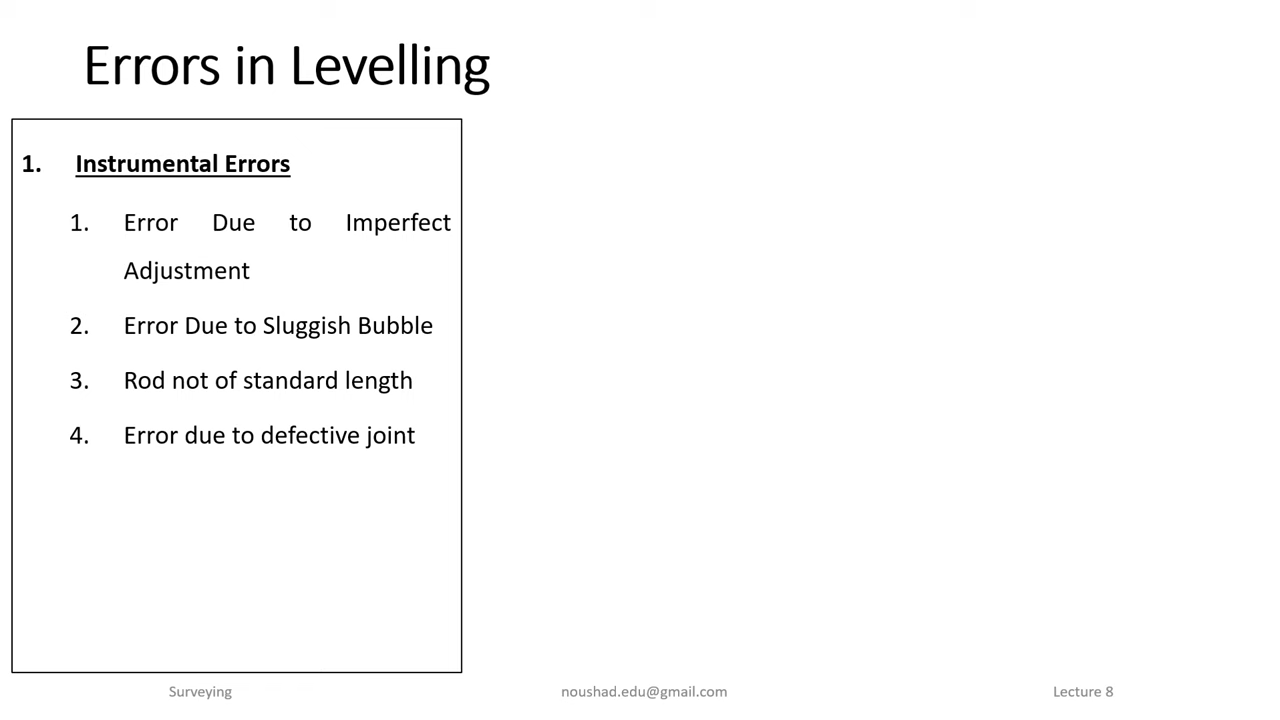 Errors in Levelling
1. Instrumental Errors
1. Error Due to Imperfect
Adjustment
2. Error Due to Sluggish Bubble
3. Rod not of standard length
4. Error due to defective joint
Surveying noushad.edu@gmail.com Lecture 8